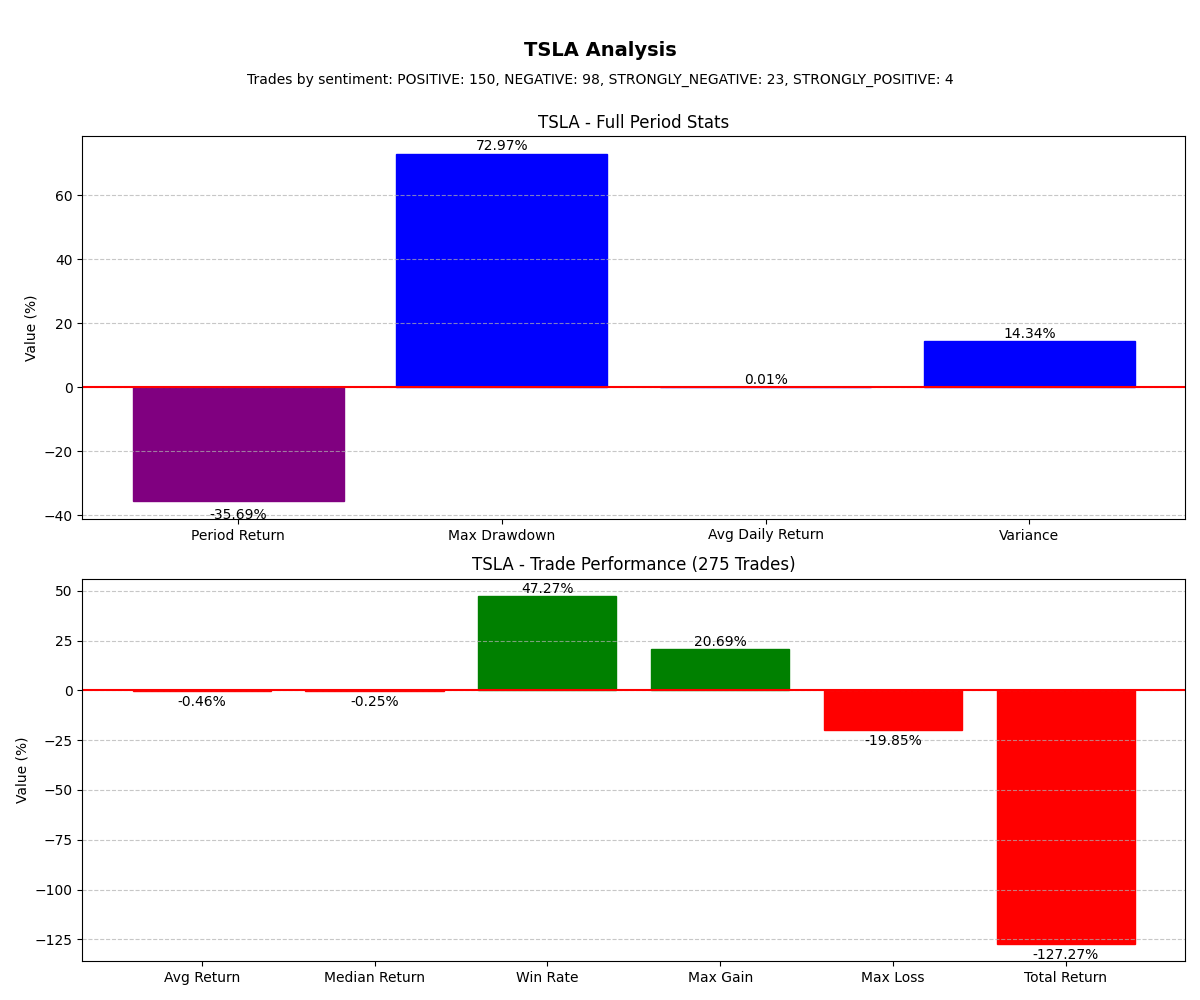 TSLA Analysis
Trades by sentiment: POSITIVE: 150, NEGATIVE: 98, STRONGLY_NEGATIVE: 23, STRONGLY_POSITIVE: 4
TSLA - Full Period Stats
Value (%)
60
40
20
0
−20
−40
72.97%
14.34%
0.01%
-35.69%
Period Return
Max Drawdown
Avg Daily Return
Variance
TSLA - Trade Performance (275 Trades)
Value (%)
50
25
0
−25
−50
−75
−100
−125
-0.46%
-0.25%
47.27%
20.69%
-19.85%
-127.27%
Avg Return
Median Return
Win Rate
Max Gain
Max Loss
Total Return